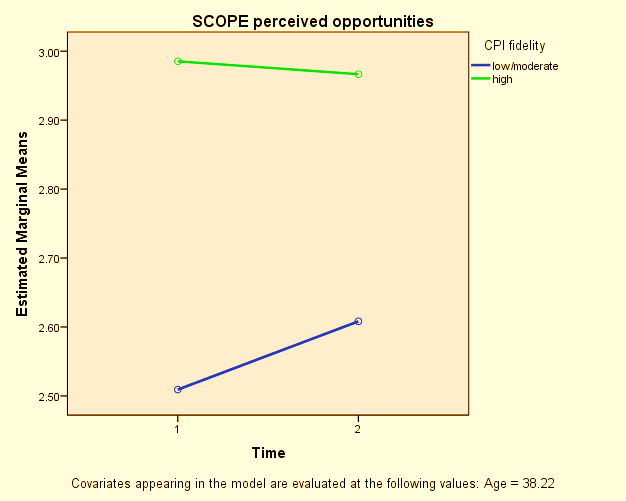 SCOPE perceived opportunities
CPI fidelity
low/moderate
high
Estimated Marginal Means
3.00
2.90
2.80
2.70
2.60
2.50
1
2
Time
Covariates appearing in the model are evaluated at the following values: Age = 38.22